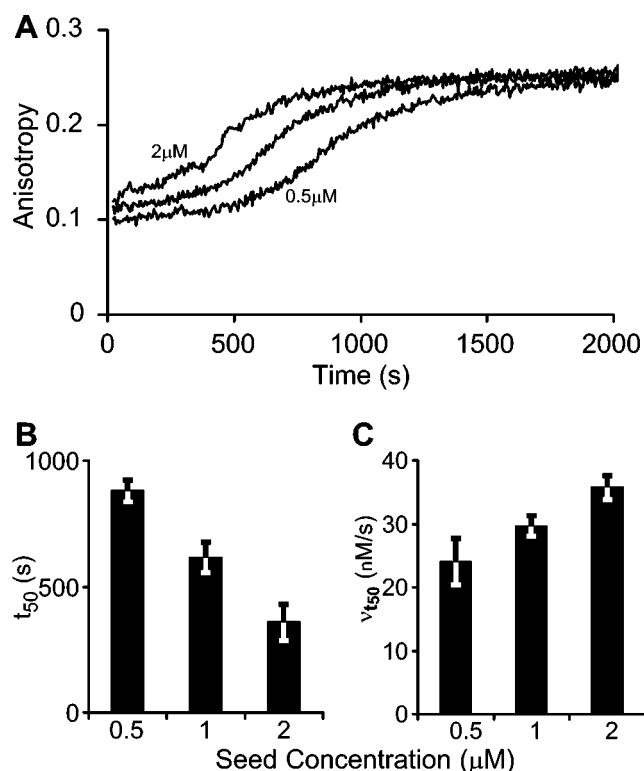 A
0.3
0.2
0.1
0
Anisotropy
2μM
0.5μM
0 500 1000 1500 2000
Time (s)
B
1000
500
0
t50 (s)
0.5 1 2
C
40
30
20
10
0
vt50 (nM/s)
0.5 1 2
Seed Concentration (μM)